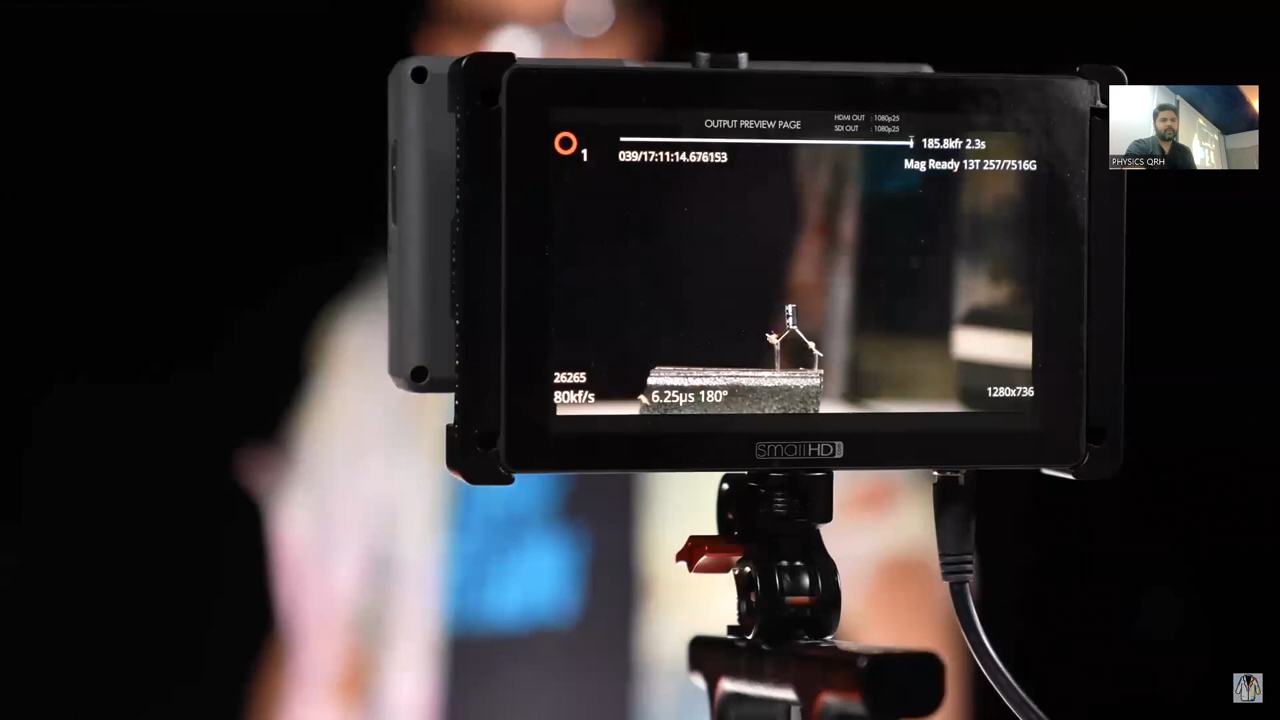 OUTPUT PREVIEW PAGE
HDMI OUT : 1080p25
SDI OUT : 1080p25
1
185.8kfr 2.3s
039/17:11:14.676153
Mag Ready 13T 257/7516G
PHYSICS QRH
26265
80kf/s
6.25µs 180°
1280x736
smallHD